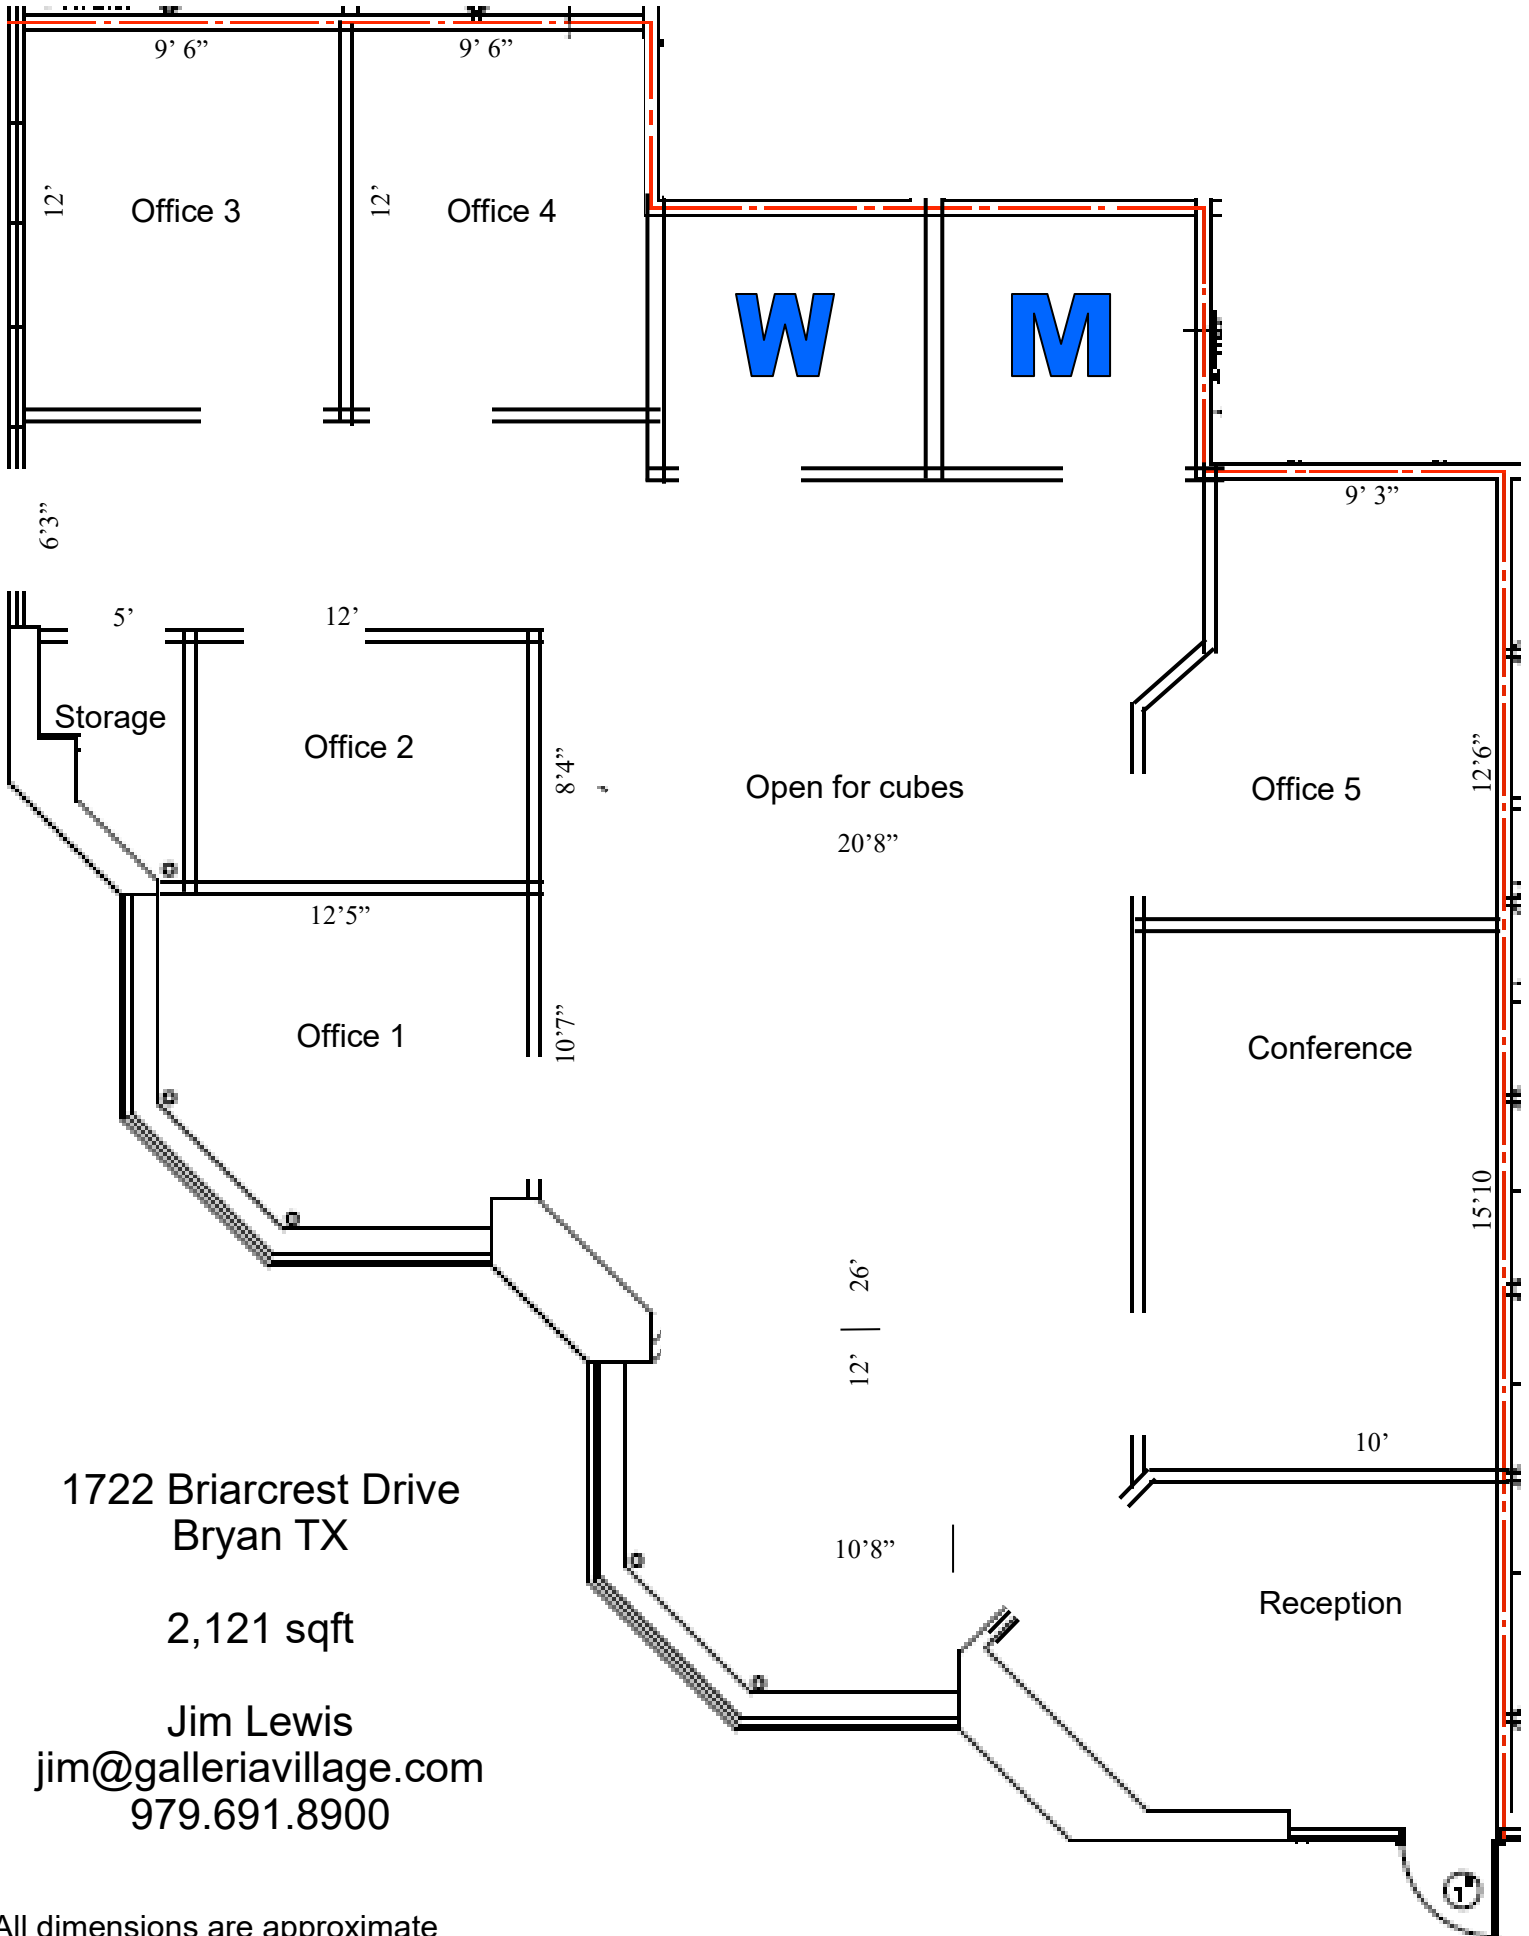 9’ 6”
9’ 6”
12’
Office 3
12’
Office 4
W
M
9’ 3”
6’3”
5’
12’
Storage
Office 2
8’4”
Open for cubes
20’8”
Office 5
12’6”
12’5”
Office 1
10’7”
Conference
15’10
26’
12’
10’
10’8”
Reception
1722 Briarcrest Drive
Bryan TX
2,121 sqft
Jim Lewis
jim@galleriavillage.com
979.691.8900
1
All dimensions are approximate